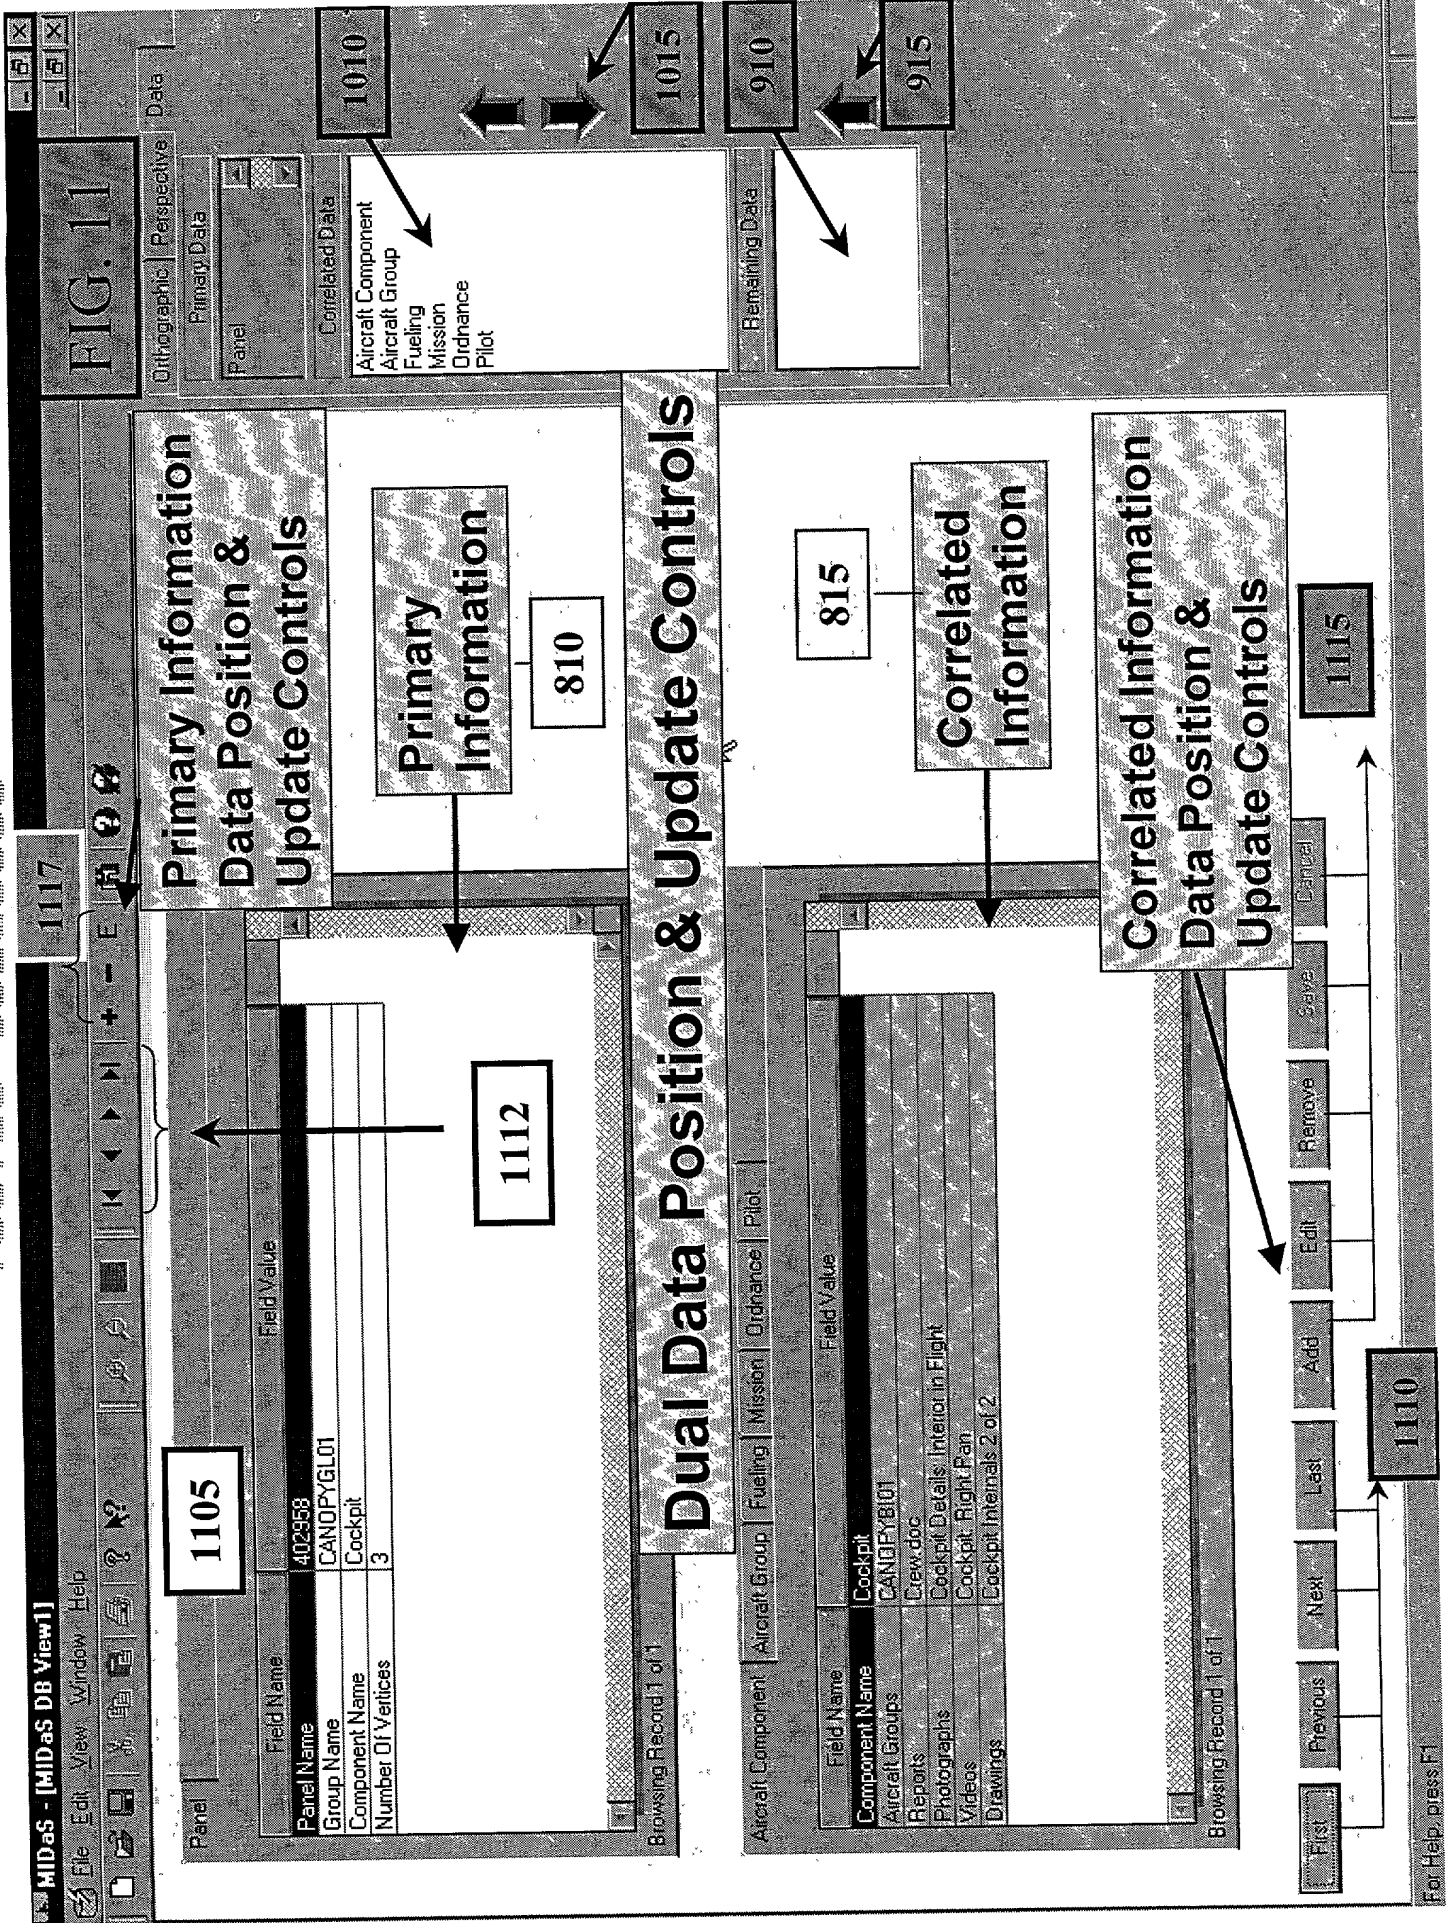 MIDaS - [MIDaS DB View1]
File Edit View Window Help
1117
E
FIG. 11
1105
Primary Information
Data Position &
Update Controls
Panel
Field Name
Field Value
Panel Name
402958
Group Name
CANOPYGL01
Component Name
Cockpit
Number Of Vertices
3
1112
Primary
Information
810
Browsing Record 1 of 1
Dual Data Position & Update Controls
Aircraft Component
Aircraft Group
Fueling
Mission
Ordnance
Pilot
Field Name
Field Value
Component Name
Cockpit
Aircraft Groups
CANOPYBI01
Reports
Crew.doc
Photographs
Cockpit Details: Interior in Flight
Videos
Cockpit Right Pan
Drawings
Cockpit Internals 2 of 2
815
Correlated
Information
Correlated Information
Data Position &
Update Controls
Browsing Record 1 of 1
First
Previous
Next
Last
Add
Edit
Remove
Save
Cancel
1110
1115
For Help, press F1
Orthographic
Perspective
Data
Primary Data
Panel
Correlated Data
Aircraft Component
Aircraft Group
Fueling
Mission
Ordnance
Pilot
1010
1015
Remaining Data
910
915